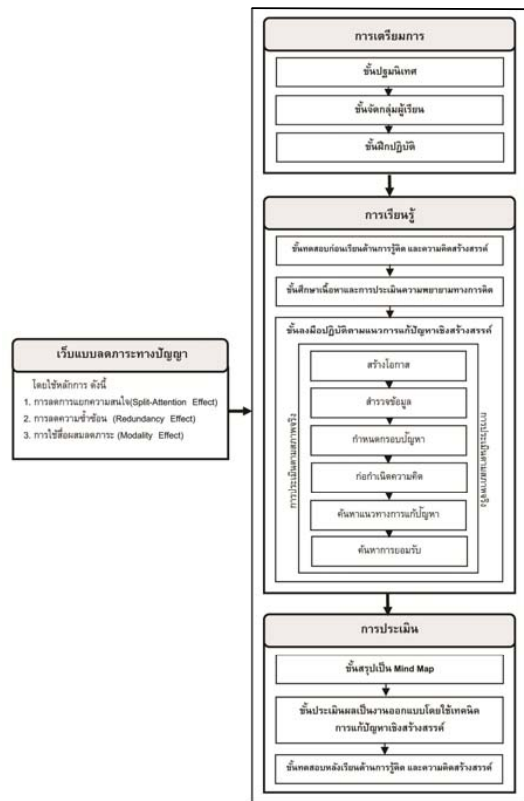 การเตรียมการ
ขั้นปฐมนิเทศ
ขั้นจัดกลุ่มผู้เรียน
ขั้นฝึกปฏิบัติ
การเรียนรู้
ขั้นทดสอบก่อนเรียนด้านการรู้คิด และความคิดสร้างสรรค์
ขั้นศึกษาเนื้อหาและการประเมินความพยายามทางการคิด
ขั้นลงมือปฏิบัติตามแนวการแก้ปัญหาเชิงสร้างสรรค์
การประเมินตามสภาพจริง
สร้างโอกาส
สำรวจข้อมูล
กำหนดกรอบปัญหา
ก่อกำเนิดความคิด
ค้นหาแนวทางการแก้ปัญหา
ค้นหาการยอมรับ
การประเมินตามสภาพจริง
เว็บแบบลดภาระทางปัญญา
โดยใช้หลักการ ดังนี้
1. การลดการแยกความสนใจ(Split-Attention Effect)
2. การลดความซ้ำซ้อน (Redundancy Effect)
3. การใช้สื่อผสมลดภาระ (Modality Effect)
การประเมิน
ขั้นสรุปเป็น Mind Map
ขั้นประเมินผลเป็นงานออกแบบโดยใช้เทคนิค
การแก้ปัญหาเชิงสร้างสรรค์
ขั้นทดสอบหลังเรียนด้านการรู้คิด และความคิดสร้างสรรค์